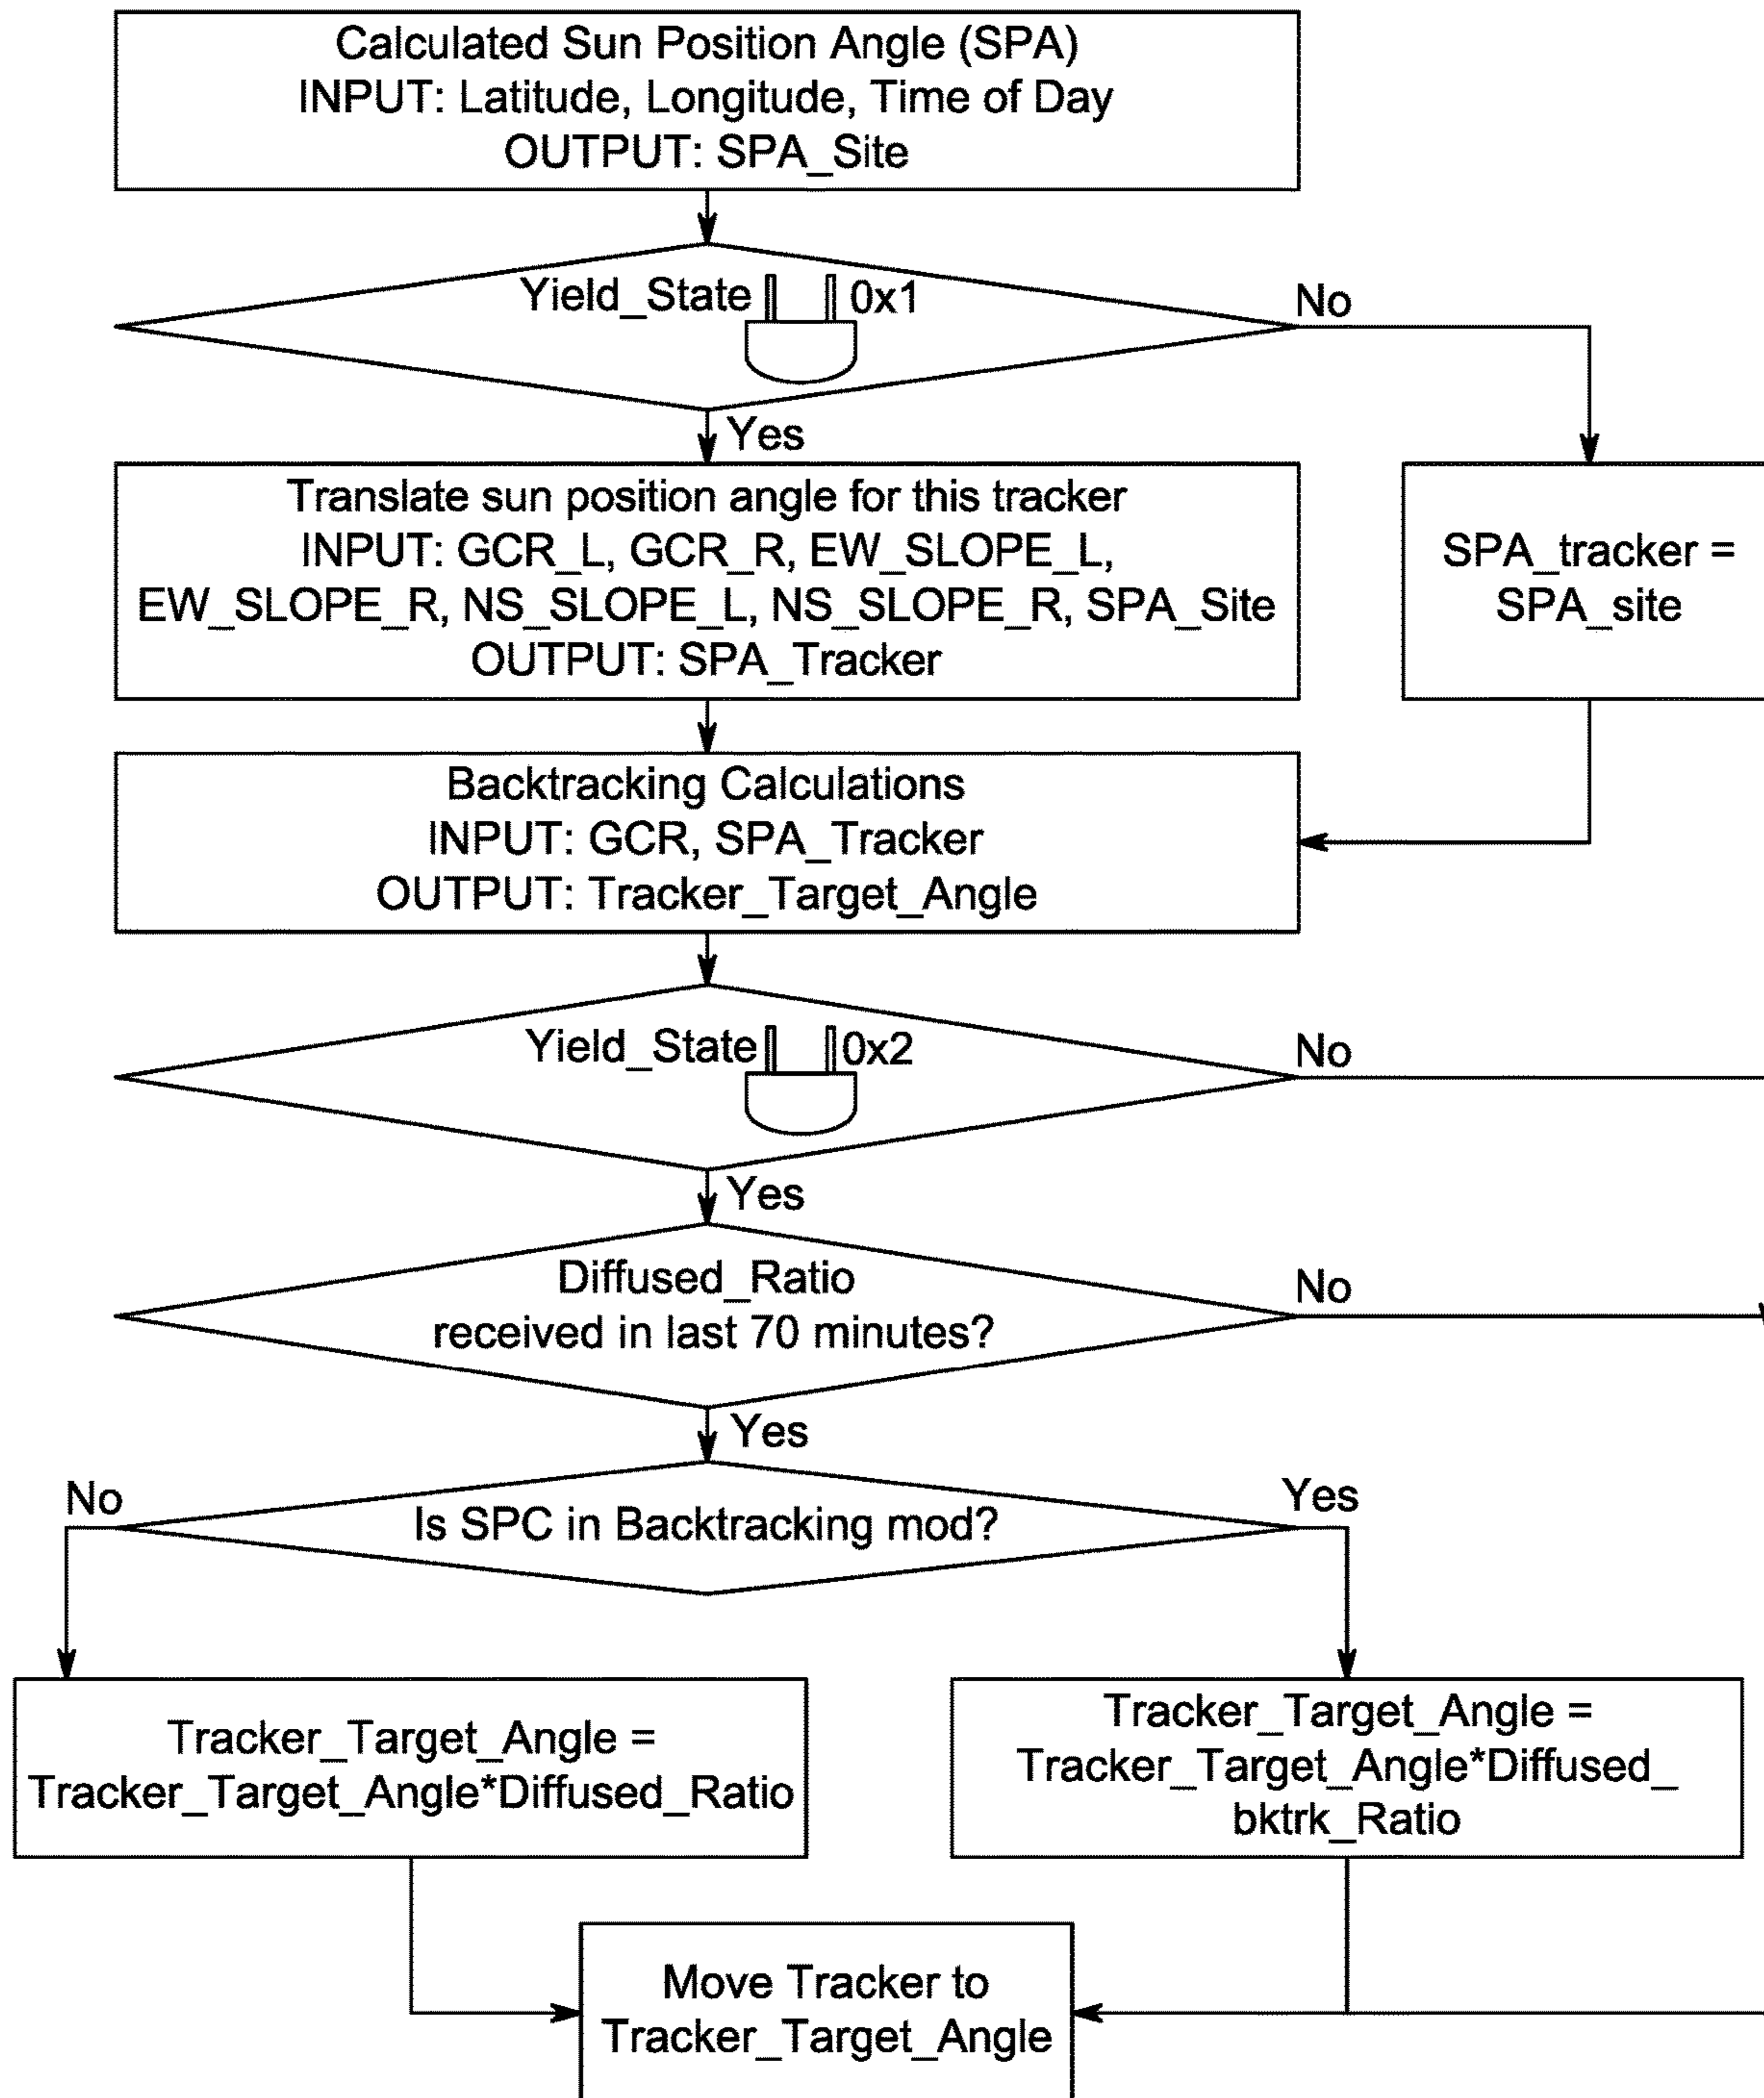 Calculated Sun Position Angle (SPA)
INPUT: Latitude, Longitude, Time of Day
OUTPUT: SPA_Site
Yield_State 0x1
No
Yes
Translate sun position angle for this tracker
INPUT: GCR_L, GCR_R, EW_SLOPE_L,
EW_SLOPE_R, NS_SLOPE_L, NS_SLOPE_R, SPA_Site
OUTPUT: SPA_Tracker
SPA_tracker =
SPA_site
Backtracking Calculations
INPUT: GCR, SPA_Tracker
OUTPUT: Tracker_Target_Angle
Yield_State 0x2
No
Yes
Diffused_Ratio
received in last 70 minutes?
No
Yes
No
Is SPC in Backtracking mod?
Yes
Tracker_Target_Angle =
Tracker_Target_Angle*Diffused_Ratio
Tracker_Target_Angle =
Tracker_Target_Angle*Diffused_
bktrk_Ratio
Move Tracker to
Tracker_Target_Angle